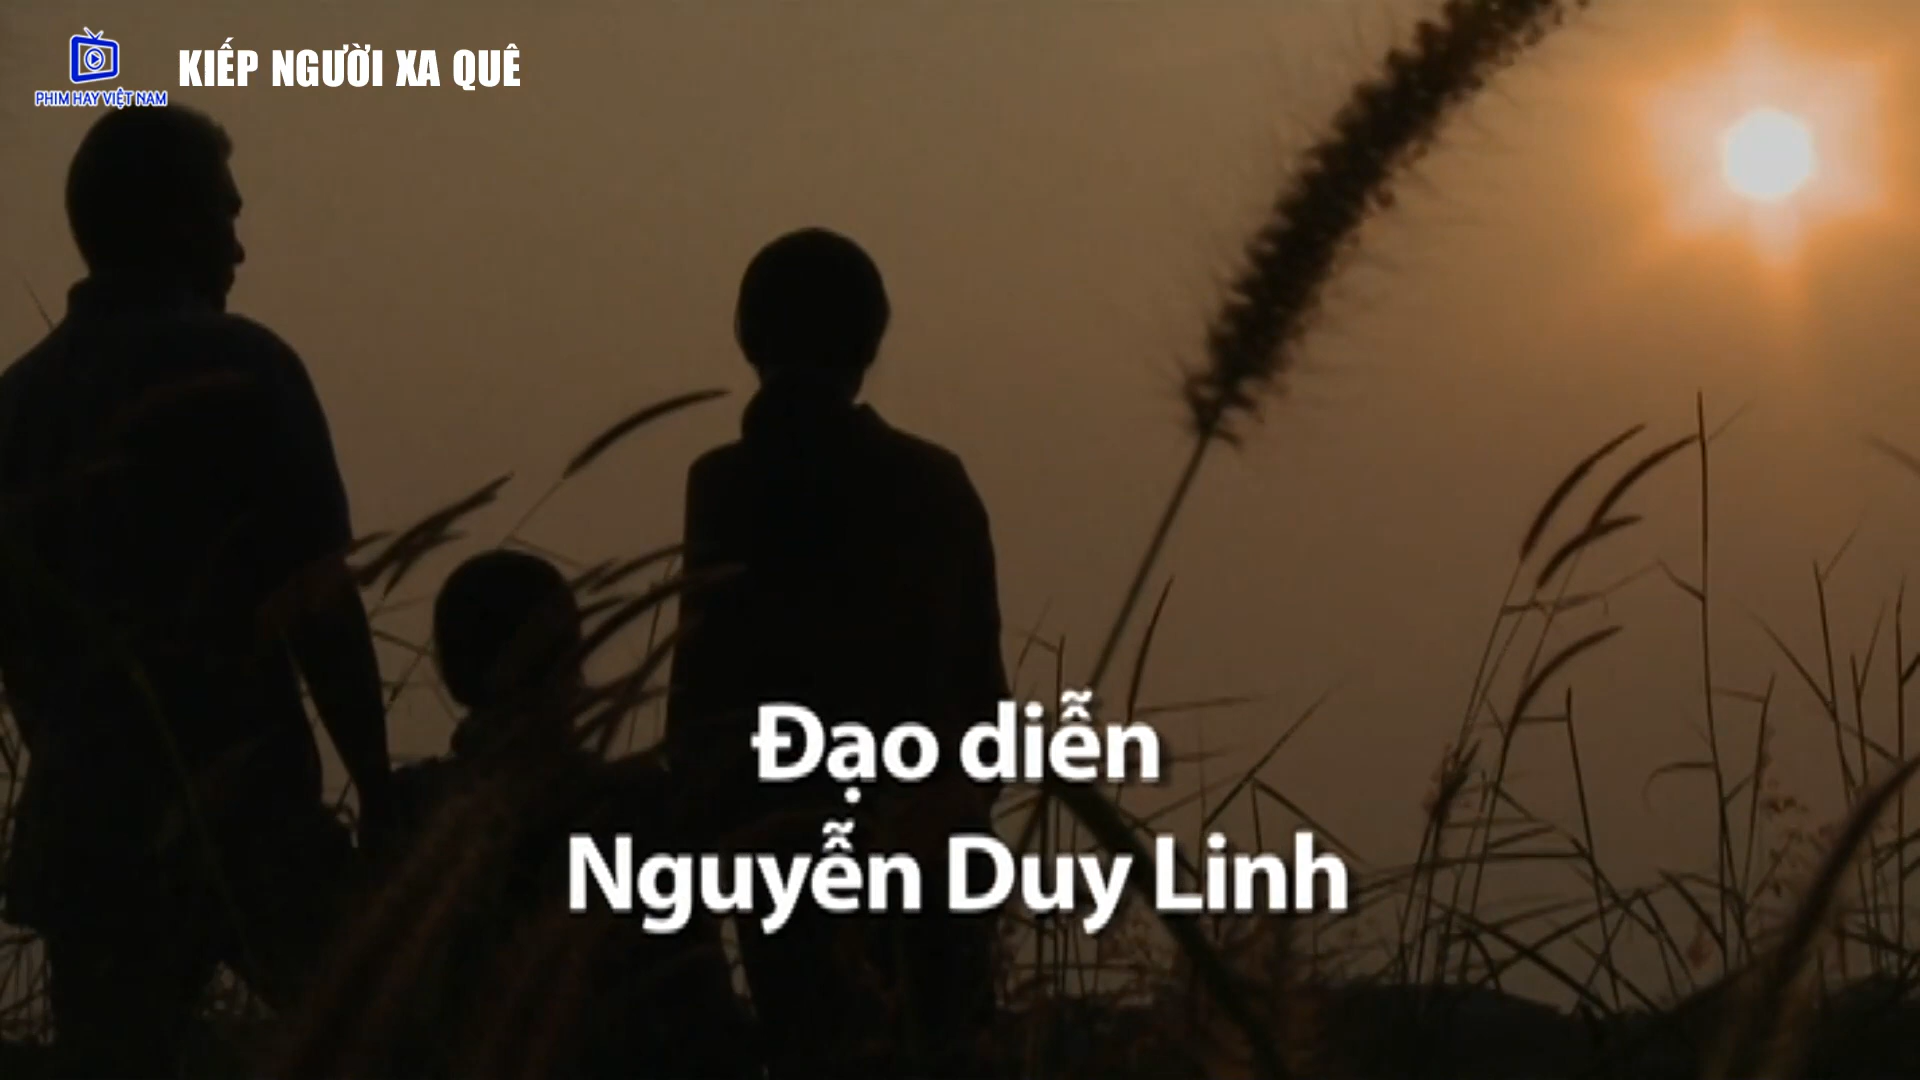 PHIM HAY VIỆT NAM
KIẾP NGƯỜI XA QUÊ
Đạo diễn
Nguyễn Duy Linh